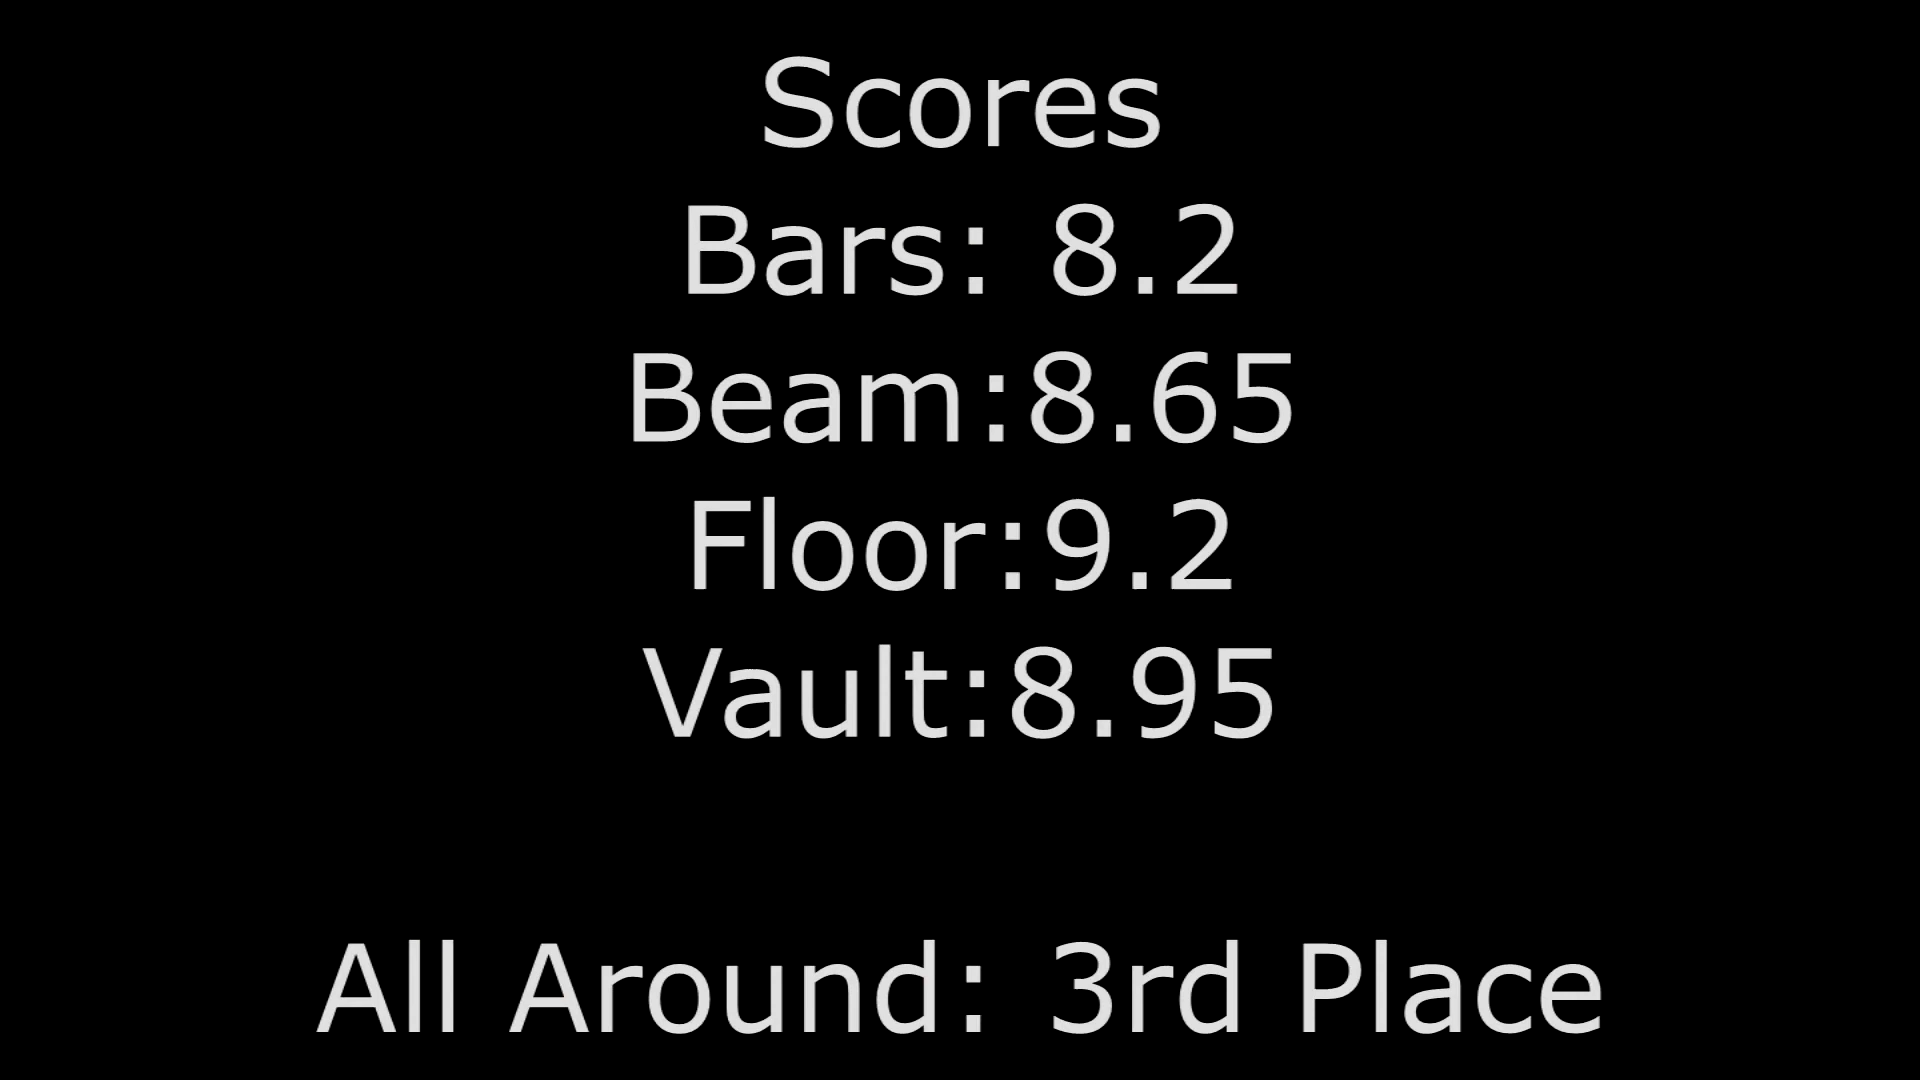 Scores
Bars: 8.2
Beam:8.65
Floor:9.2
Vault:8.95
All Around: 3rd Place